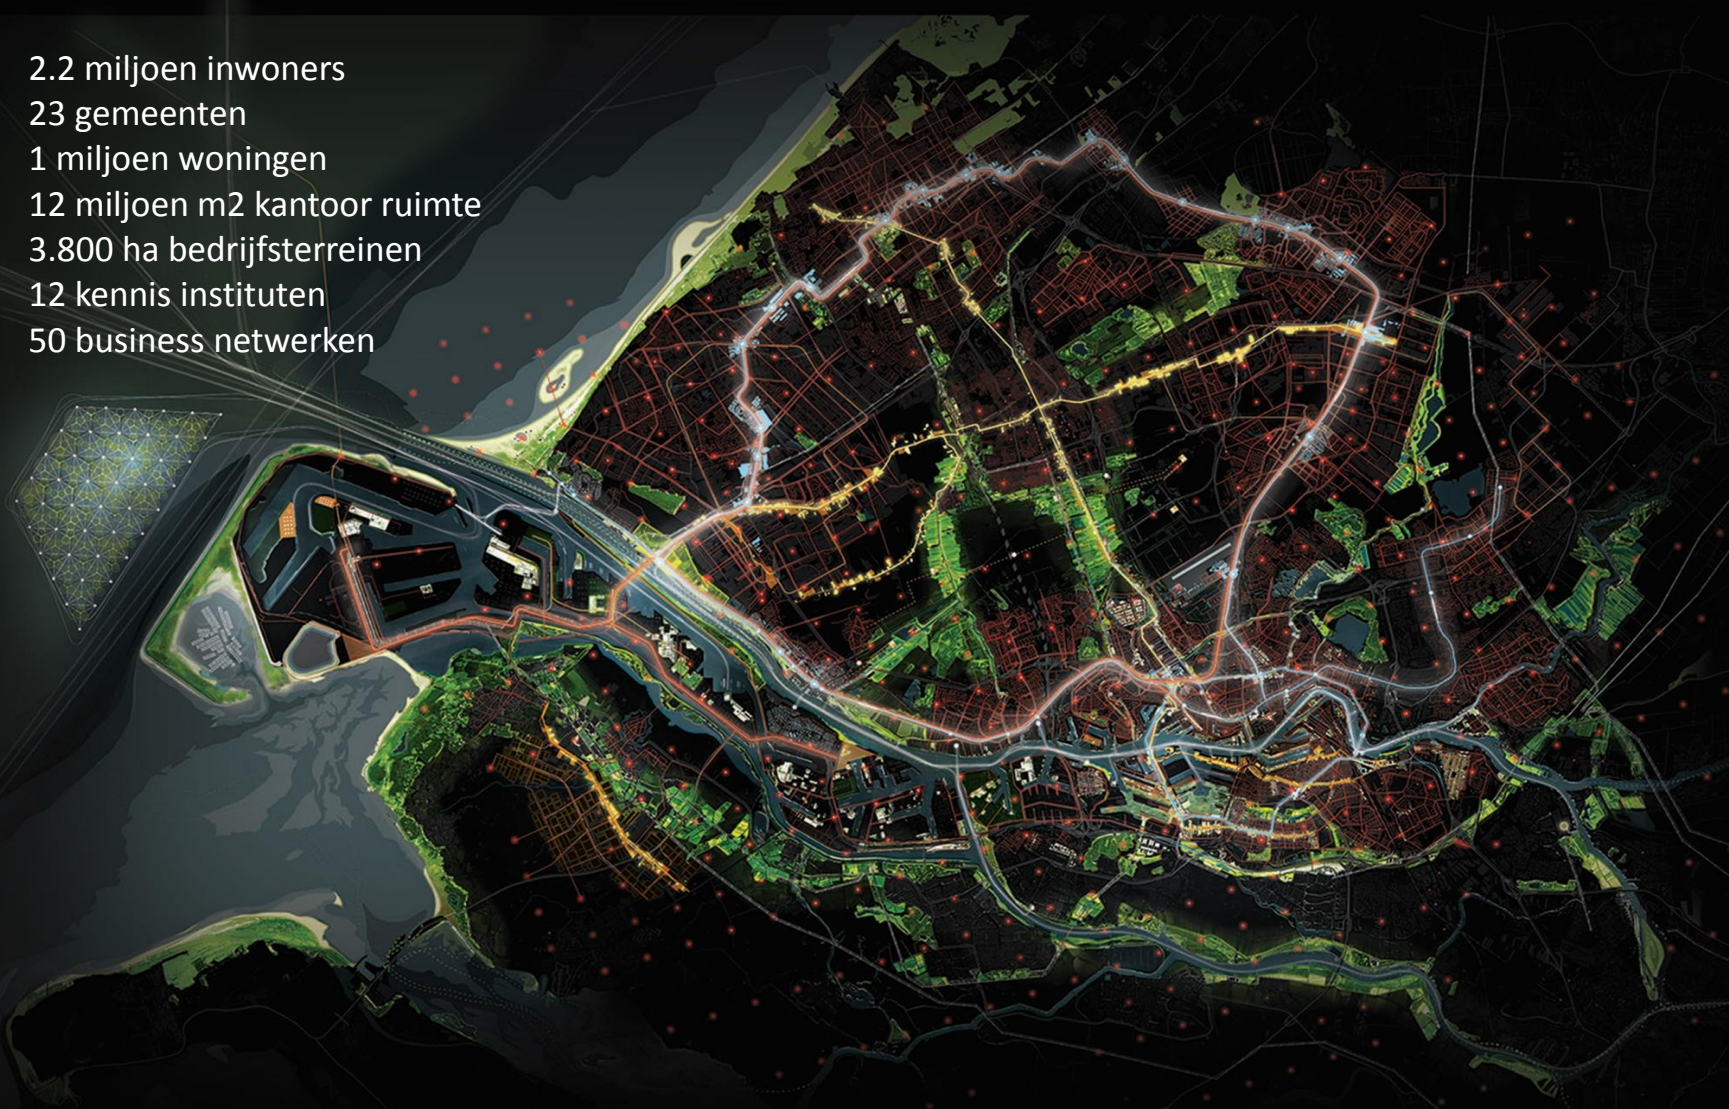 2.2 miljoen inwoners
23 gemeenten
1 miljoen woningen
12 miljoen m2 kantoor ruimte
3.800 ha bedrijfsterreinen
12 kennis instituten
50 business netwerken